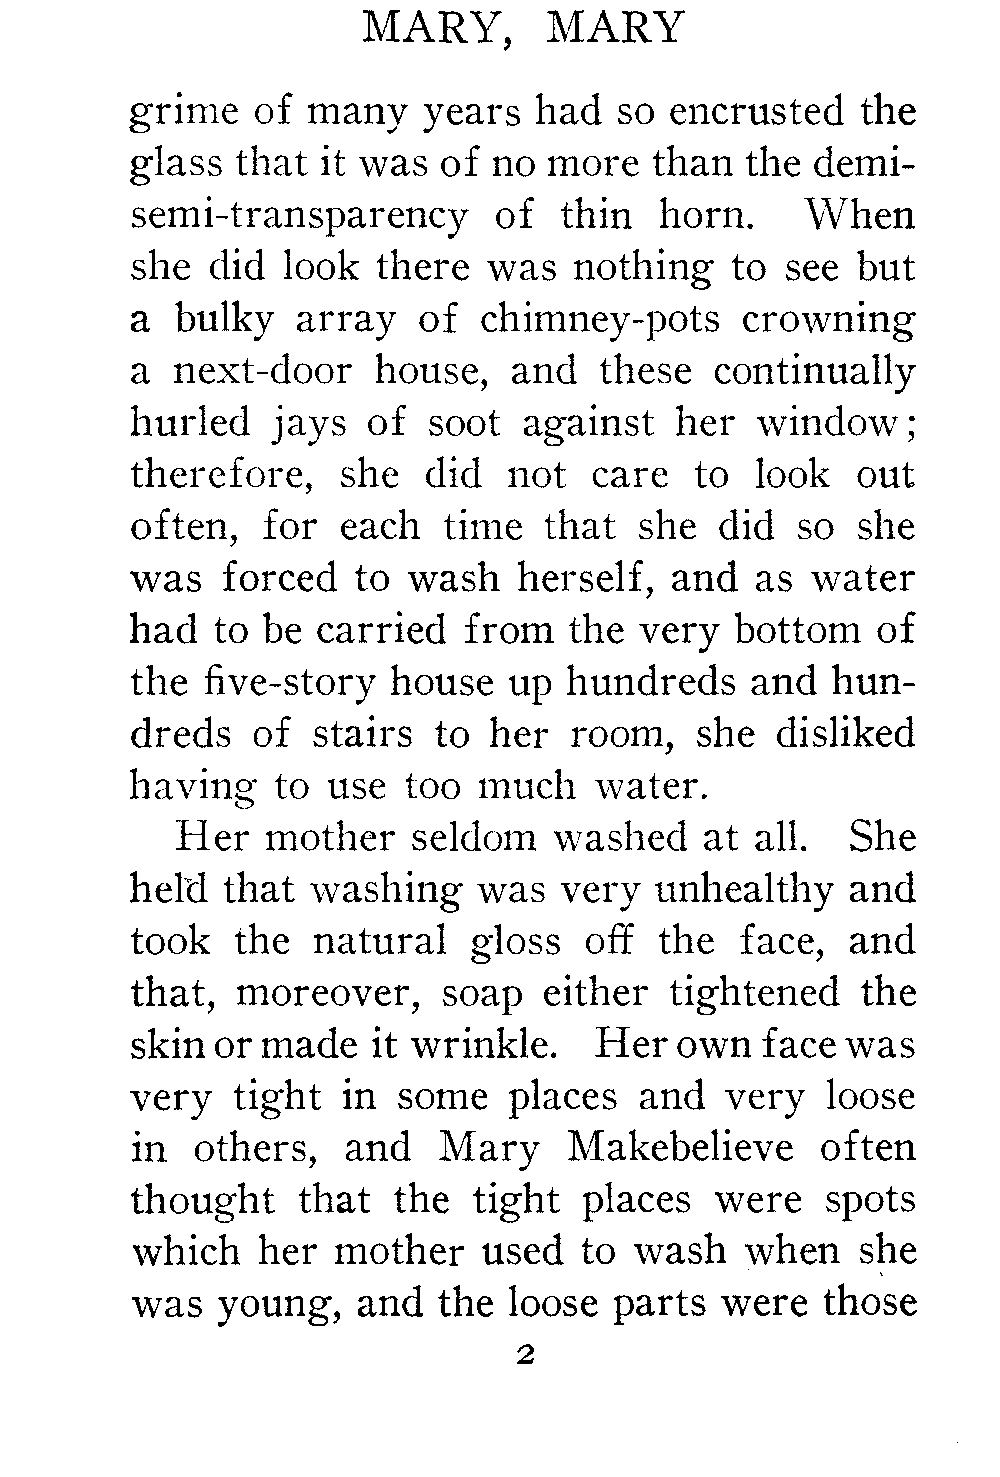 MARY, MARY
grime of many years had so encrusted the
glass that it was of no more than the demi-
semi-transparency of thin horn. When
she did look there was nothing to see but
a bulky array of chimney-pots crowning
a next-door house, and these continually
hurled jays of soot against her window;
therefore, she did not care to look out
often, for each time that she did so she
was forced to wash herself, and as water
had to be carried from the very bottom of
the five-story house up hundreds and hun-
dreds of stairs to her room, she disliked
having to use too much water.
Her mother seldom washed at all. She
held that washing was very unhealthy and
took the natural gloss off the face, and
that, moreover, soap either tightened the
skin or made it wrinkle. Her own face was
very tight in some places and very loose
in others, and Mary Makebelieve often
thought that the tight places were spots
which her mother used to wash when she
was young, and the loose parts were those
2